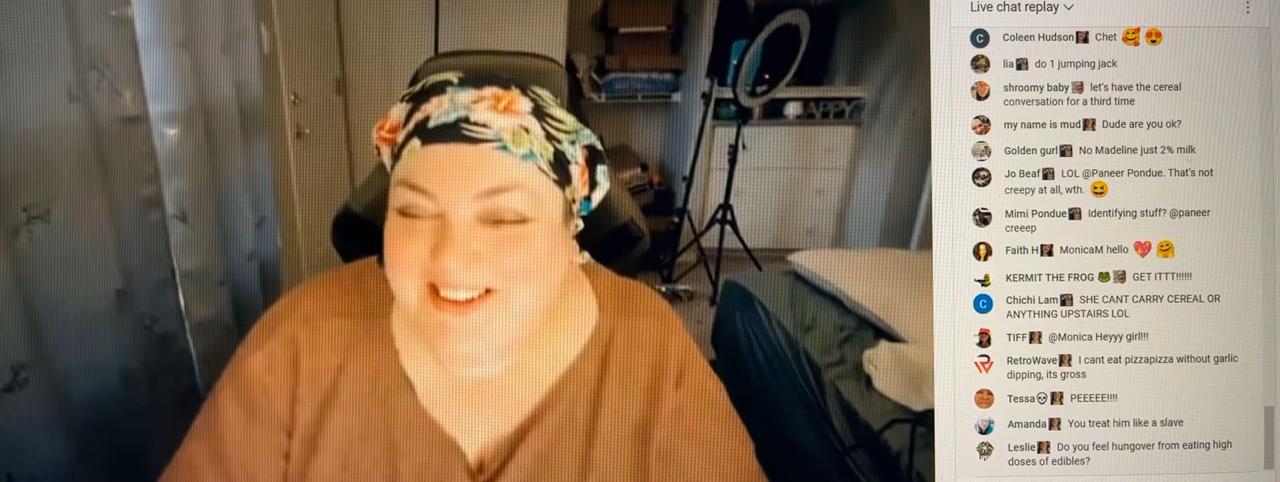 Live chat replay
APPY
C Coleen Hudson Chet 🥰 😍
lia do 1 jumping jack
shroomy baby let's have the cereal
conversation for a third time
my name is mud Dude are you ok?
Golden gurl No Madeline just 2% milk
Jo Beaf LOL @Paneer Pondue. That's not
creepy at all, wth. 😆
Mimi Pondue Identifying stuff? @paneer
creeep
Faith H MonicaM hello 💖 🤗
KERMIT THE FROG 🐸 GET ITTT!!!!!!
C Chichi Lam SHE CANT CARRY CEREAL OR
ANYTHING UPSTAIRS LOL
TIFF @Monica Heyyy girl!!!
RetroWave I cant eat pizzapizza without garlic
dipping, its gross
Tessa💀 PEEEEE!!!!
Amanda You treat him like a slave
Leslie Do you feel hungover from eating high
doses of edibles?